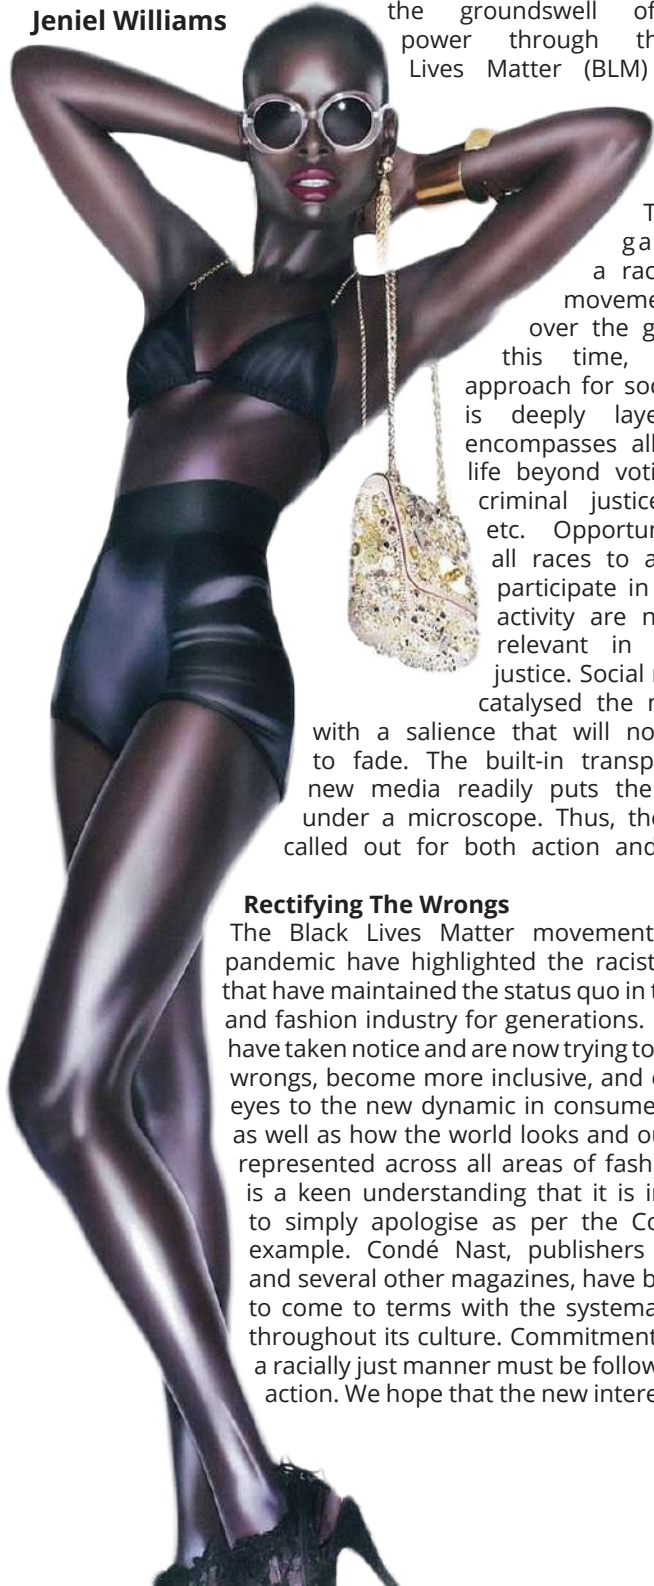 Jeniel Williams
the groundswell of
power through th
Lives Matter (BLM)
T
ga
a rac
moveme
over the g
this time,
approach for soc
is deeply laye
encompasses all
life beyond voti
criminal justice
etc. Opportun
all races to a
participate in
activity are n
relevant in
justice. Social
catalysed the
with a salience that will no
to fade. The built-in transp
new media readily puts the
under a microscope. Thus, the
called out for both action and
Rectifying The Wrongs
The Black Lives Matter movement
pandemic have highlighted the racist
that have maintained the status quo in t
and fashion industry for generations.
have taken notice and are now trying to
wrongs, become more inclusive, and
eyes to the new dynamic in consume
as well as how the world looks and ou
represented across all areas of fash
is a keen understanding that it is i
to simply apologise as per the Co
example. Condé Nast, publishers
and several other magazines, have b
to come to terms with the systema
throughout its culture. Commitment
a racially just manner must be follow
action. We hope that the new intere